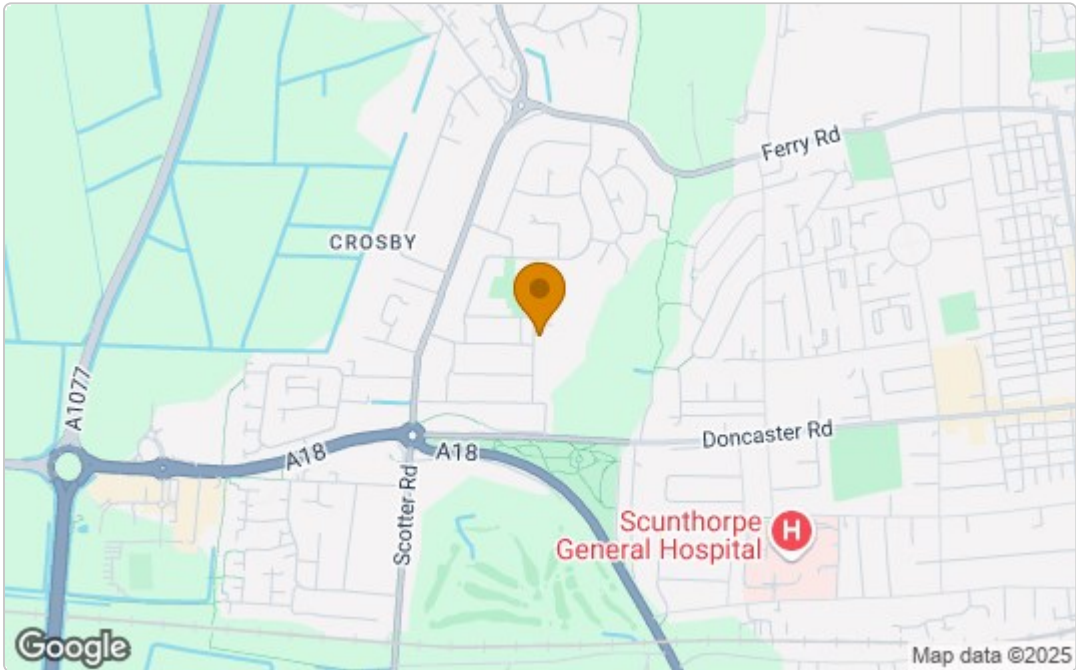 Ferry Rd
CROSBY
A1077
Doncaster Rd
A18
A18
Scotter Rd
Scunthorpe
General Hospital
H
Google
Map data ©2025